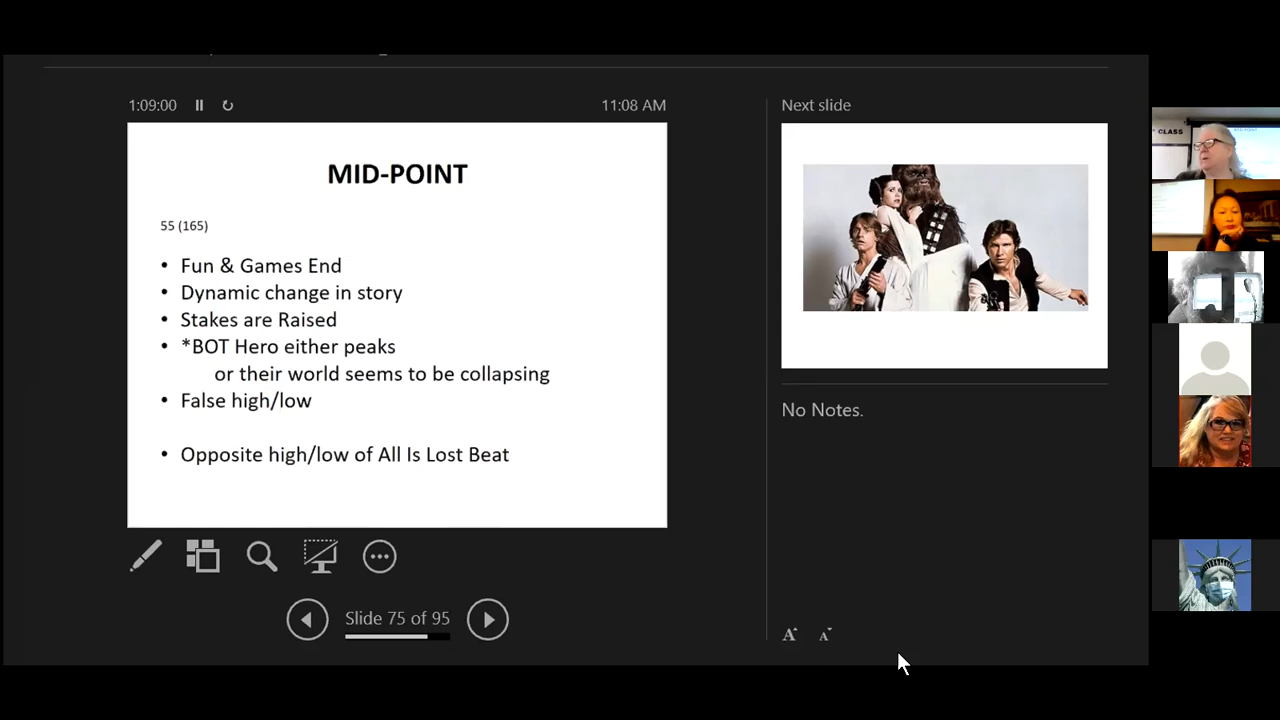 1:09:00
11:08 AM
Next slide
MID-POINT
55 (165)
• Fun & Games End
• Dynamic change in story
• Stakes are Raised
• *BOT Hero either peaks
or their world seems to be collapsing
• False high/low
• Opposite high/low of All Is Lost Beat
No Notes.
Slide 75 of 95
A A
CLASS